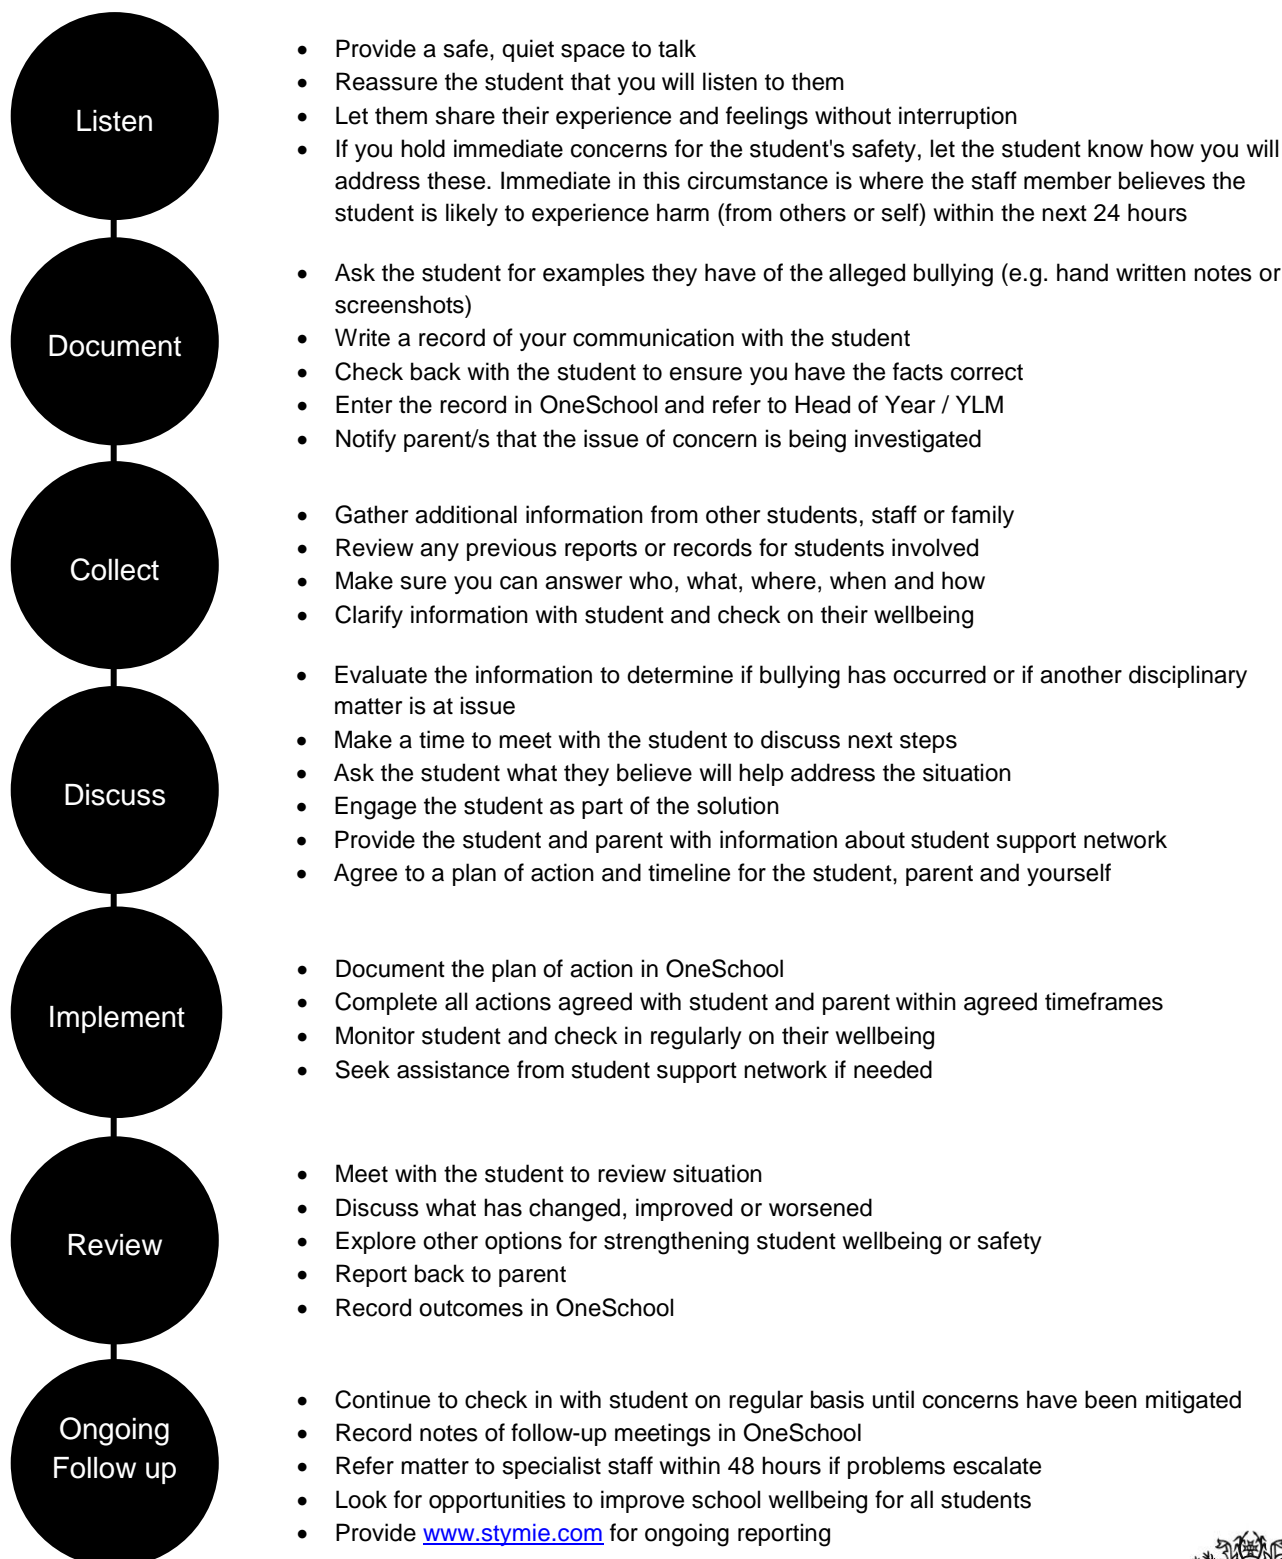 Listen
• Provide a safe, quiet space to talk
• Reassure the student that you will listen to them
• Let them share their experience and feelings without interruption
• If you hold immediate concerns for the student's safety, let the student know how you will
address these. Immediate in this circumstance is where the staff member believes the
student is likely to experience harm (from others or self) within the next 24 hours
Document
• Ask the student for examples they have of the alleged bullying (e.g. hand written notes or
screenshots)
• Write a record of your communication with the student
• Check back with the student to ensure you have the facts correct
• Enter the record in OneSchool and refer to Head of Year / YLM
• Notify parent/s that the issue of concern is being investigated
Collect
• Gather additional information from other students, staff or family
• Review any previous reports or records for students involved
• Make sure you can answer who, what, where, when and how
• Clarify information with student and check on their wellbeing
Discuss
• Evaluate the information to determine if bullying has occurred or if another disciplinary
matter is at issue
• Make a time to meet with the student to discuss next steps
• Ask the student what they believe will help address the situation
• Engage the student as part of the solution
• Provide the student and parent with information about student support network
• Agree to a plan of action and timeline for the student, parent and yourself
Implement
• Document the plan of action in OneSchool
• Complete all actions agreed with student and parent within agreed timeframes
• Monitor student and check in regularly on their wellbeing
• Seek assistance from student support network if needed
Review
• Meet with the student to review situation
• Discuss what has changed, improved or worsened
• Explore other options for strengthening student wellbeing or safety
• Report back to parent
• Record outcomes in OneSchool
Ongoing
Follow up
• Continue to check in with student on regular basis until concerns have been mitigated
• Record notes of follow-up meetings in OneSchool
• Refer matter to specialist staff within 48 hours if problems escalate
• Look for opportunities to improve school wellbeing for all students
• Provide www.stymie.com for ongoing reporting